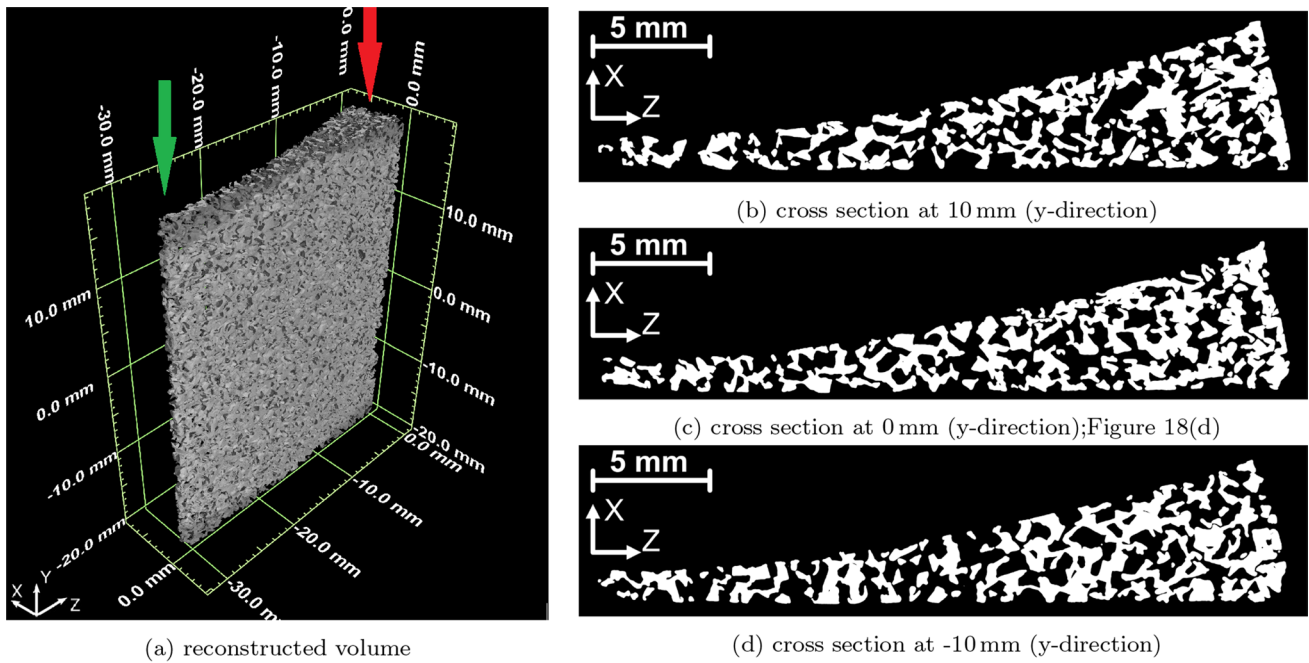 0.0 mm
-10.0 mm
-20.0 mm
-30.0 mm
0.0 mm
10.0 mm
0.0 mm
-10.0 mm
-20.0 mm
0.0 mm
-10.0 mm
-20.0 mm
-30.0 mm
10.0 mm
0.0 mm
-10.0 mm
-20.0 mm
0.0 mm
X
Y
Z
(a) reconstructed volume
5 mm
X
Z
(b) cross section at 10 mm (y-direction)
5 mm
X
Z
(c) cross section at 0 mm (y-direction);Figure 18(d)
5 mm
X
Z
(d) cross section at -10 mm (y-direction)